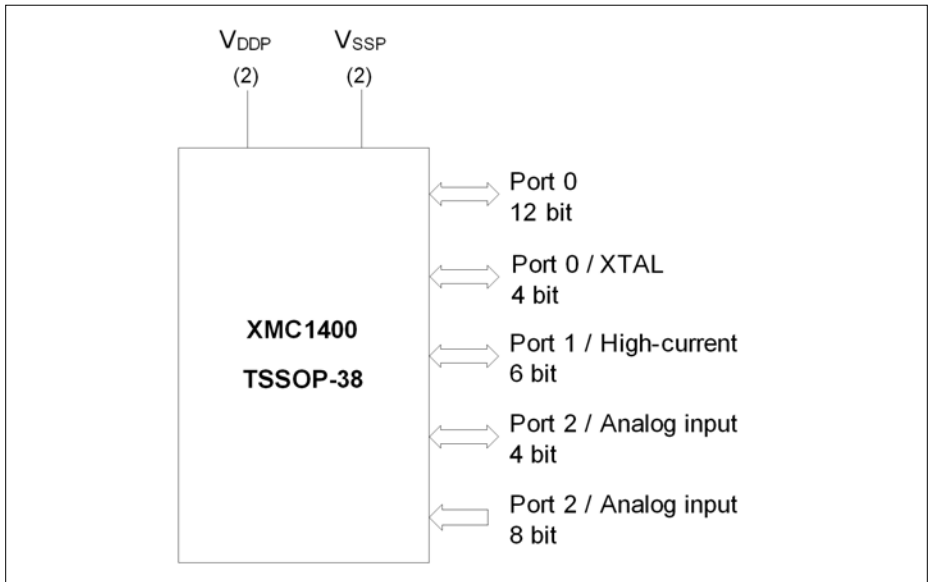 VDDP
(2)
VSSP
(2)
Port 0
12 bit
Port 0 / XTAL
4 bit
XMC1400
TSSOP-38
Port 1 / High-current
6 bit
Port 2 / Analog input
4 bit
Port 2 / Analog input
8 bit